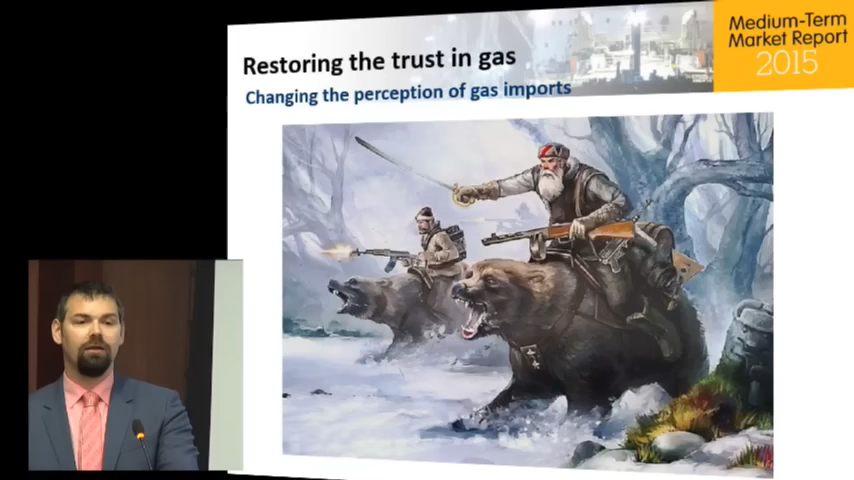 Restoring the trust in gas
Changing the perception of gas imports
Medium-Term
Market Report
2015